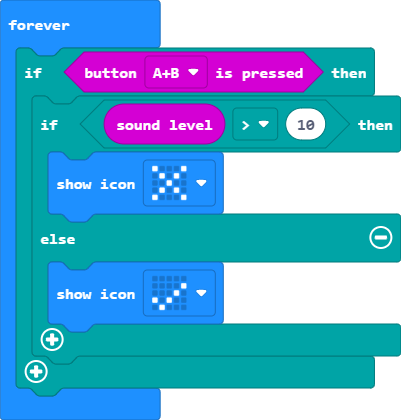 forever
if button A+B is pressed then
if sound level > 10 then
show icon
else
show icon